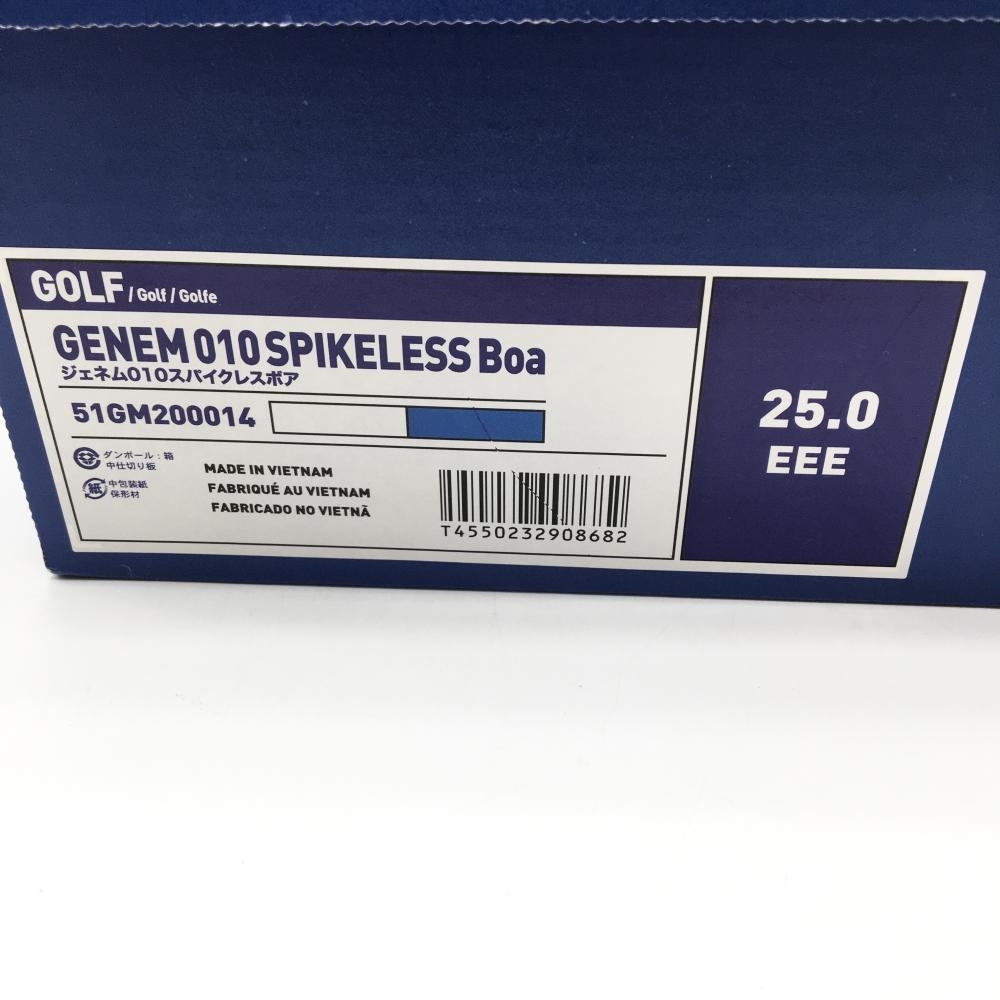 GOLF / Golf / Golfe
GENEM 010 SPIKELESS Boa
ジェネム010スパイクレスボア
51GM200014
ダンボール：箱
中仕切り板
紙
中包装紙
保形材
MADE IN VIETNAM
FABRIQUÉ AU VIETNAM
FABRICADO NO VIETNÃ
T4550232908682
25.0
EEE